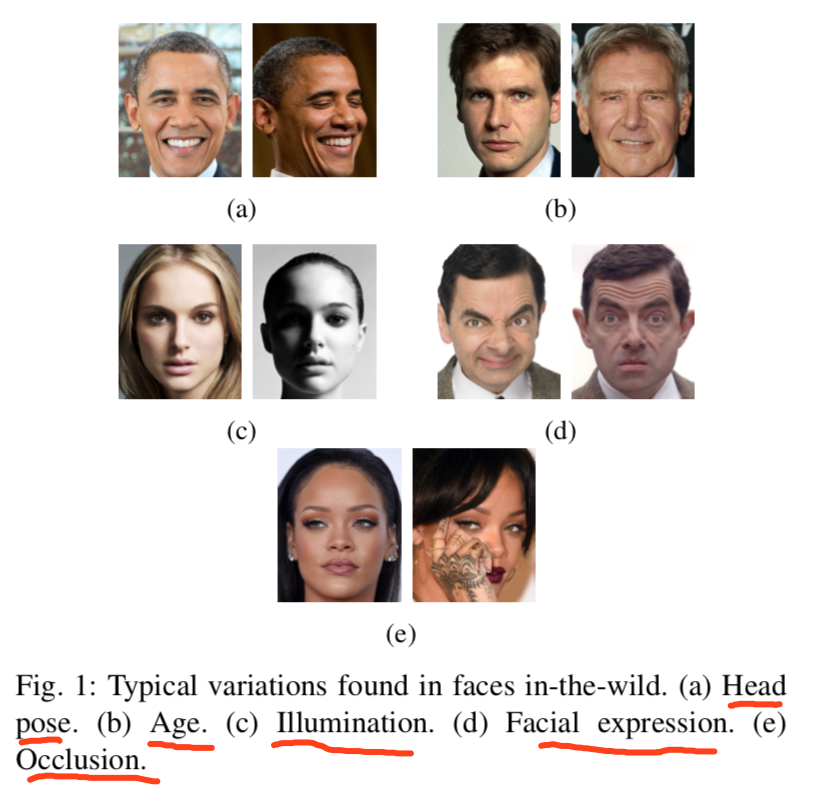 (a)
(b)
(c)
(d)
(e)
Fig. 1: Typical variations found in faces in-the-wild. (a) Head
pose. (b) Age. (c) Illumination. (d) Facial expression. (e)
Occlusion.